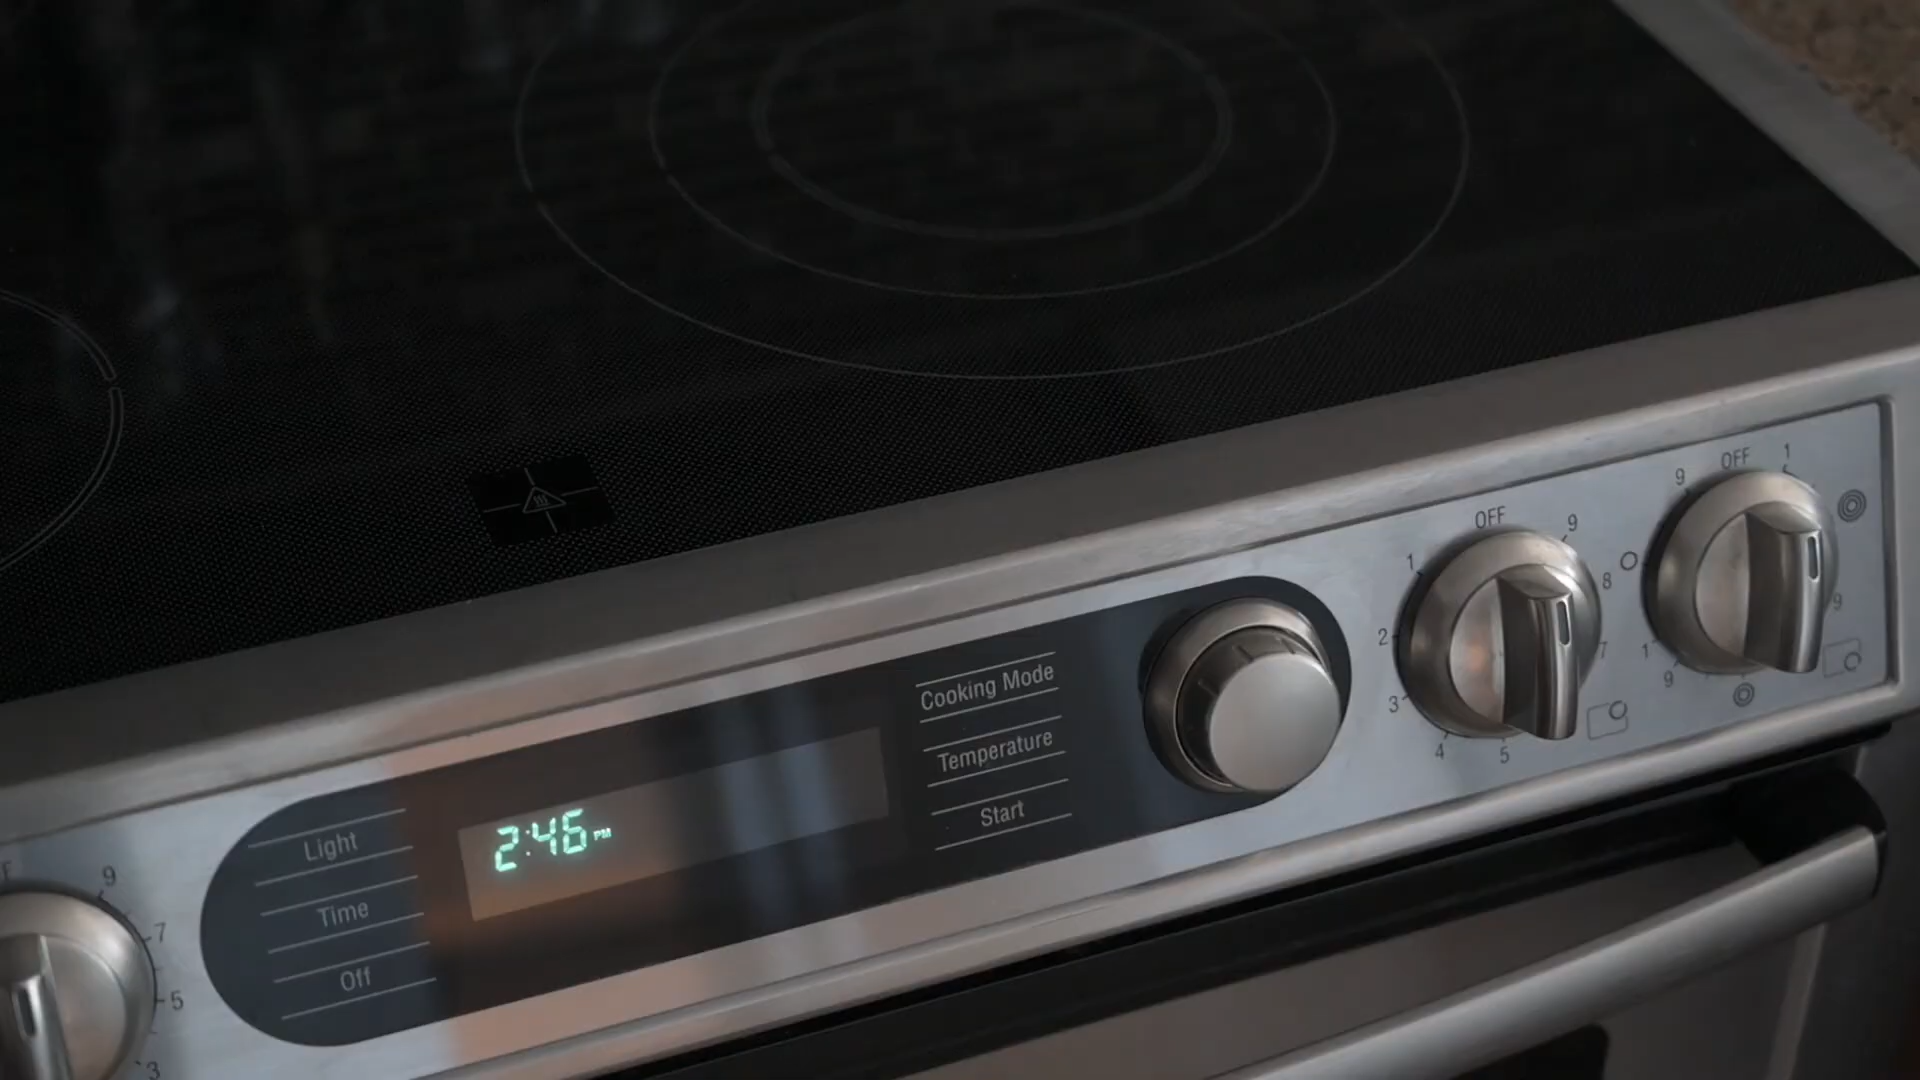 Light
Time
Off
2:46 PM
Cooking Mode
Temperature
Start
9
7
5
3
OFF
9
8
7
5
4
3
2
1
OFF
1
9
9
9
1